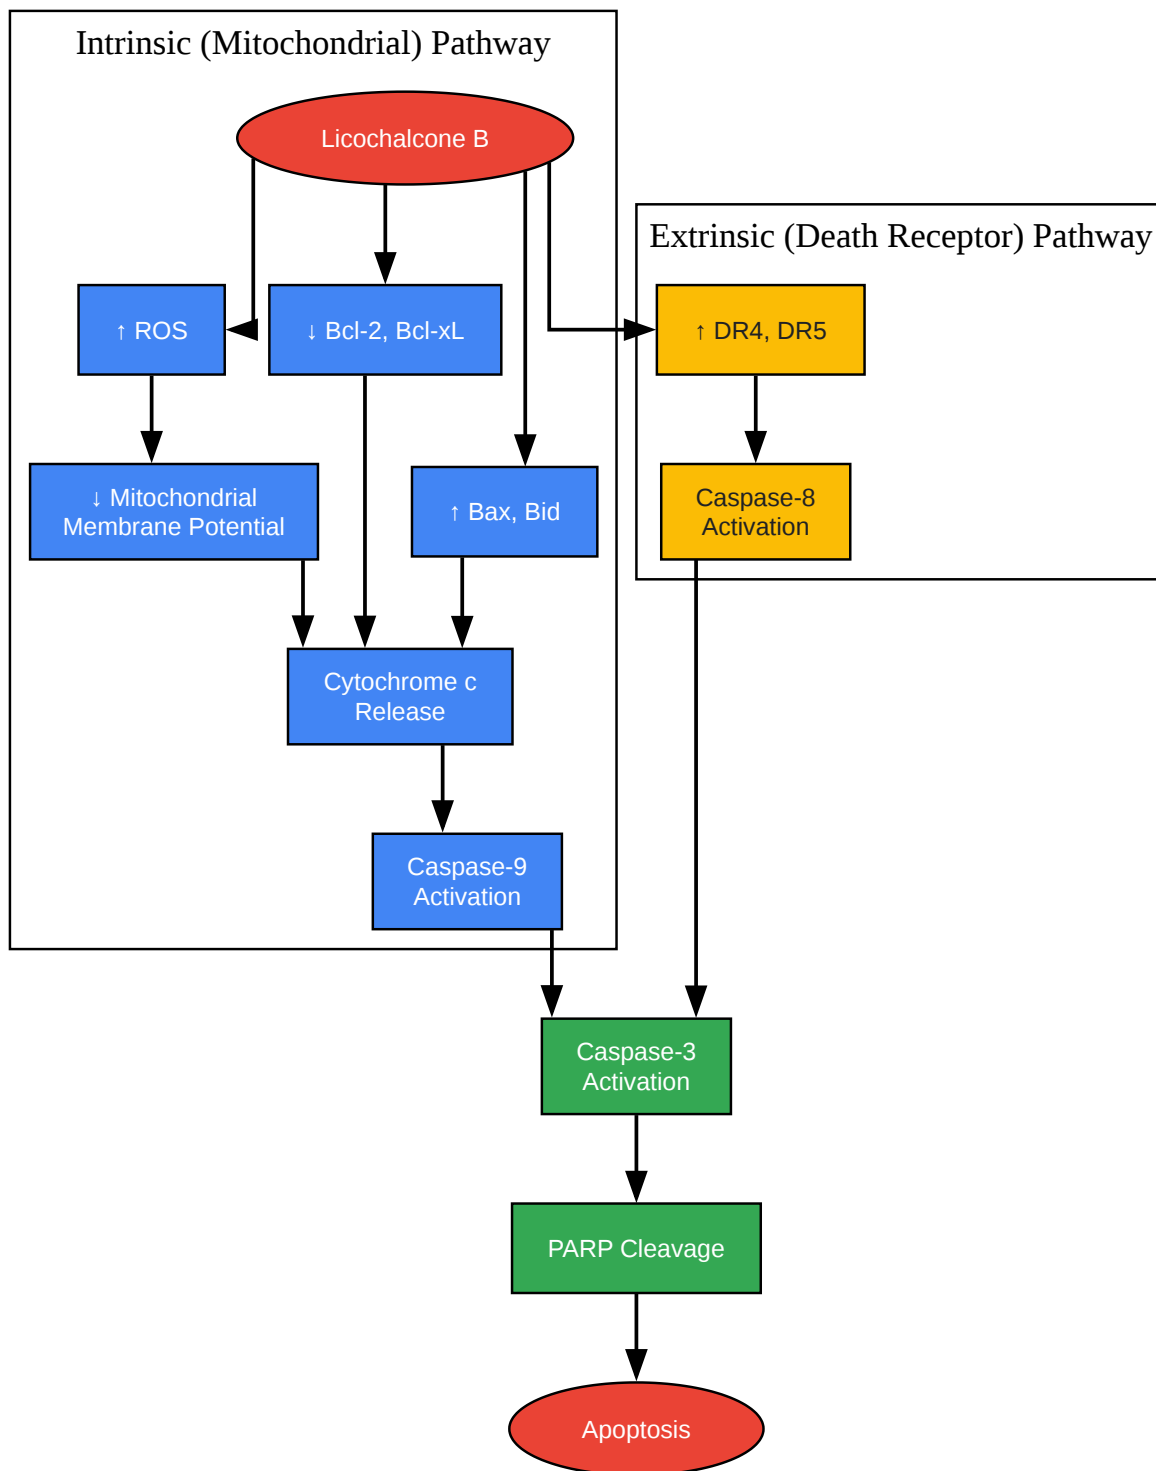 Intrinsic (Mitochondrial) Pathway
Licochalcone B
Extrinsic (Death Receptor) Pathway
↑ ROS
↓ Bcl-2, Bcl-xL
↑ DR4, DR5
↓ Mitochondrial
Membrane Potential
↑ Bax, Bid
Caspase-8
Activation
Cytochrome c
Release
Caspase-9
Activation
Caspase-3
Activation
PARP Cleavage
Apoptosis